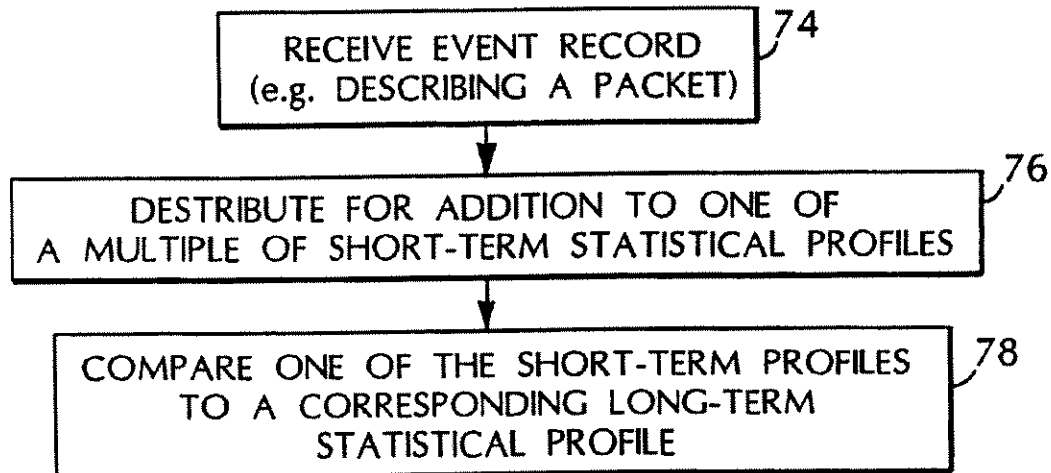 RECEIVE EVENT RECORD
(e.g. DESCRIBING A PACKET)
74
DESTRIBUTE FOR ADDITION TO ONE OF
A MULTIPLE OF SHORT-TERM STATISTICAL PROFILES
76
COMPARE ONE OF THE SHORT-TERM PROFILES
TO A CORRESPONDING LONG-TERM
STATISTICAL PROFILE
78